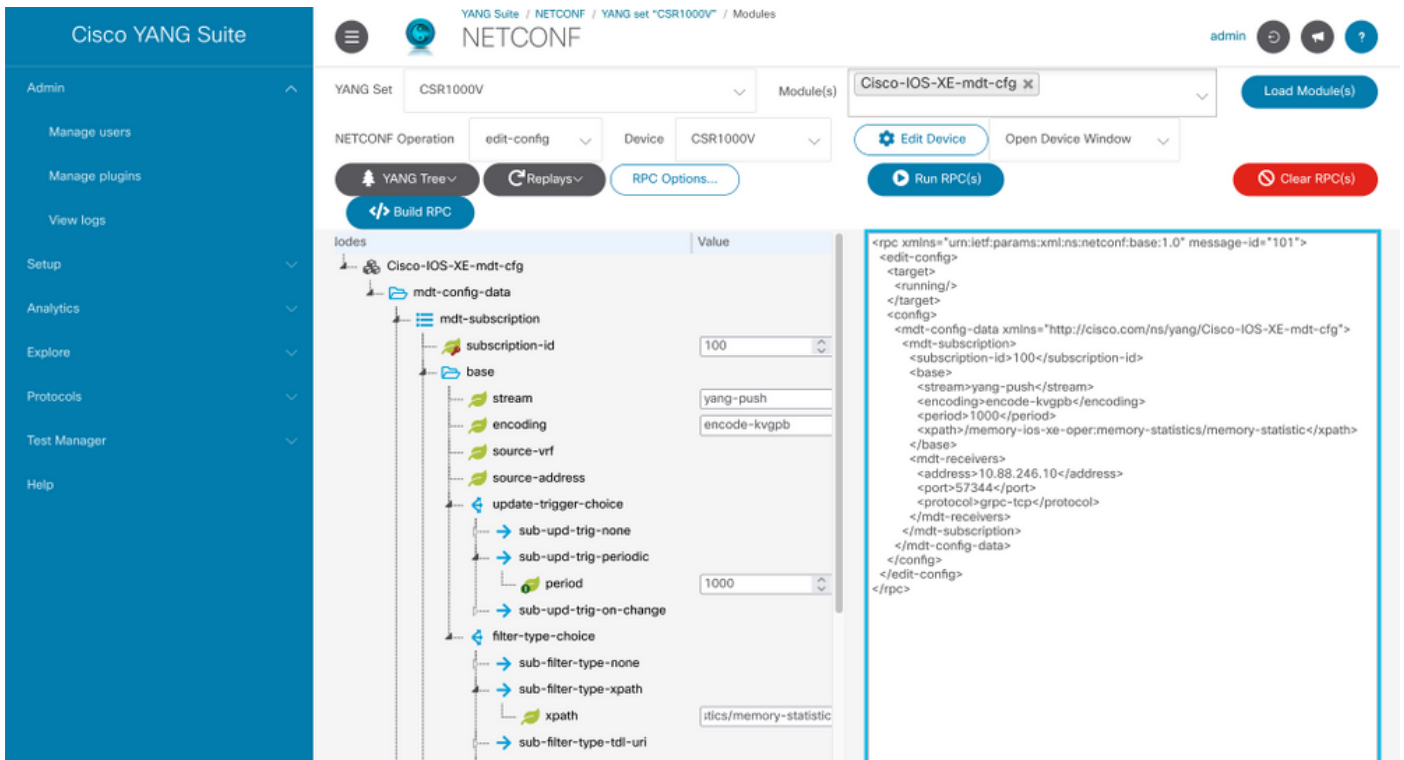 Cisco YANG Suite
YANG Suite / NETCONF / YANG set "CSR1000V" / Modules
NETCONF
admin
?
Admin
Manage users
Manage plugins
View logs
Setup
Analytics
Explore
Protocols
Test Manager
Help
YANG Set CSR1000V Module(s) Cisco-IOS-XE-mdt-cfg × Load Module(s)
NETCONF Operation edit-config Device CSR1000V Edit Device Open Device Window
YANG Tree Replays RPC Options... Run RPC(s) Clear RPC(s)
</> Build RPC
lodes Value
Cisco-IOS-XE-mdt-cfg
mdt-config-data
mdt-subscription
subscription-id 100
base
stream yang-push
encoding encode-kvgpb
source-vrf
source-address
update-trigger-choice
sub-upd-trig-none
sub-upd-trig-periodic
period 1000
sub-upd-trig-on-change
filter-type-choice
sub-filter-type-none
sub-filter-type-xpath
xpath stics/memory-statistic
sub-filter-type-tdl-uri
<rpc xmlns="urn:ietf:params:xml:ns:netconf:base:1.0" message-id="101">
<edit-config>
<target>
<running/>
</target>
<config>
<mdt-config-data xmlns="http://cisco.com/ns/yang/Cisco-IOS-XE-mdt-cfg">
<mdt-subscription>
<subscription-id>100</subscription-id>
<base>
<stream>yang-push</stream>
<encoding>encode-kvgpb</encoding>
<period>1000</period>
<xpath>/memory-ios-xe-oper:memory-statistics/memory-statistic</xpath>
</base>
<mdt-receivers>
<address>10.88.246.10</address>
<port>57344</port>
<protocol>grpc-tcp</protocol>
</mdt-receivers>
</mdt-subscription>
</mdt-config-data>
</config>
</edit-config>
</rpc>